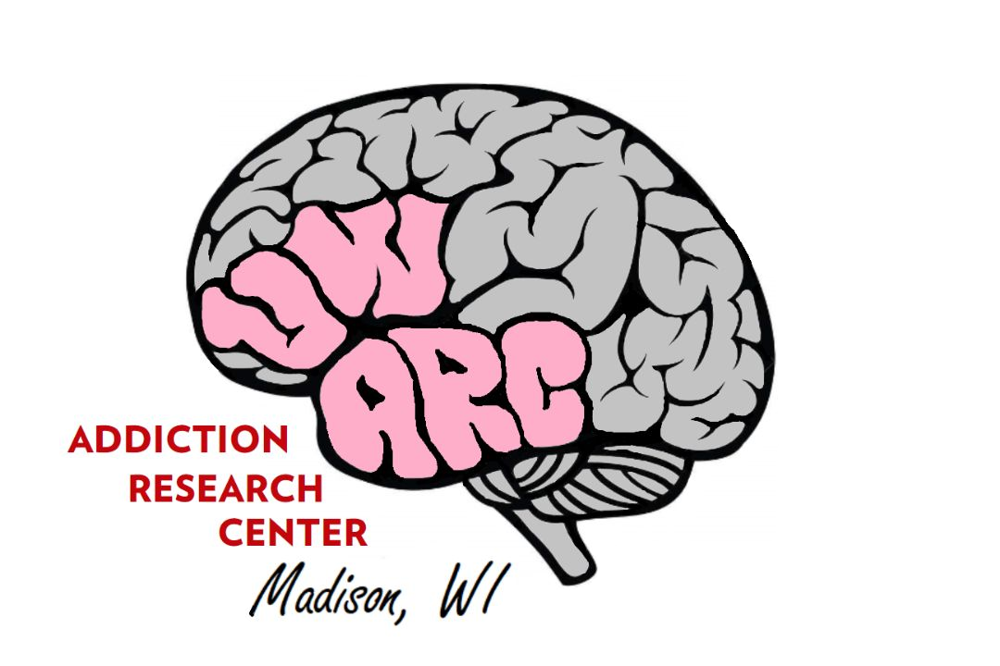 UW
ARC
ADDICTION
RESEARCH
CENTER
Madison, WI